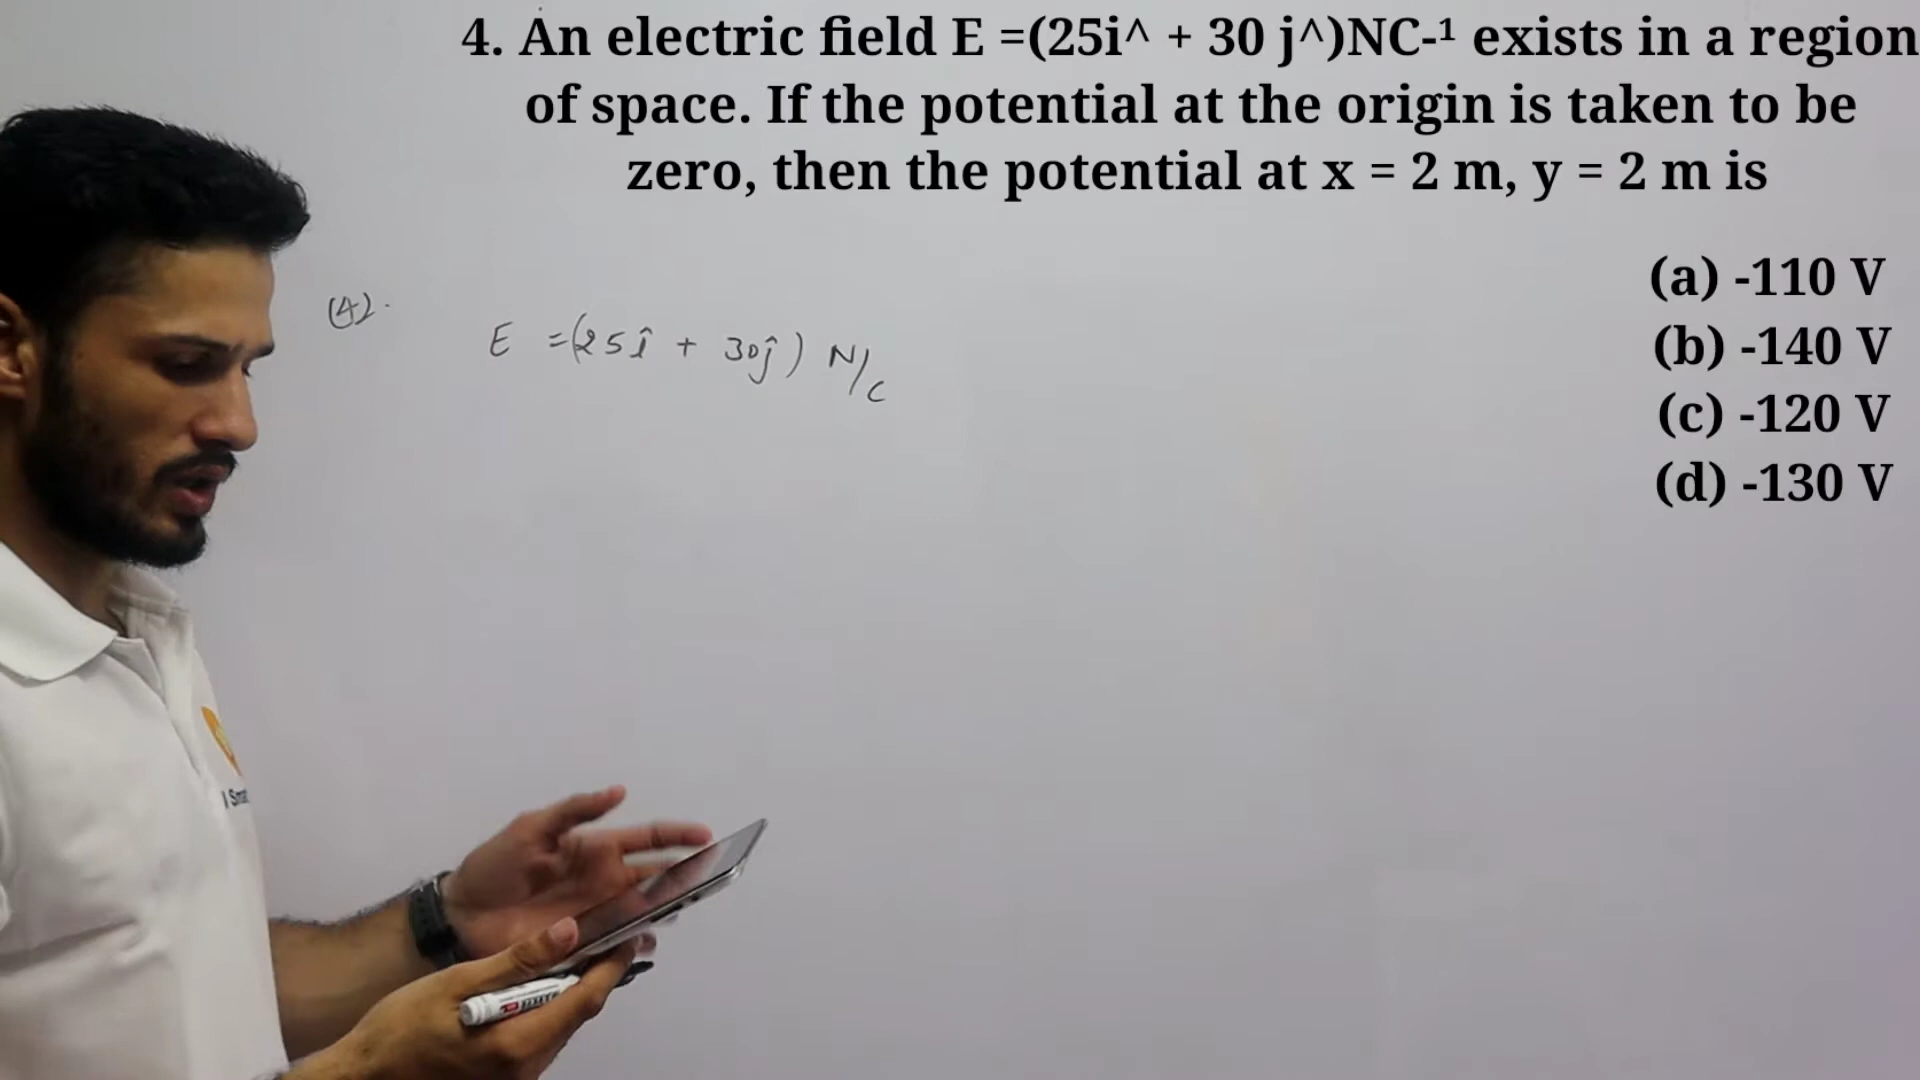 4. An electric field E =(25i^ + 30 j^)NC-¹ exists in a region
of space. If the potential at the origin is taken to be
zero, then the potential at x = 2 m, y = 2 m is
(a) -110 V
(b) -140 V
(c) -120 V
(d) -130 V
(4).
E = (25î + 30ĵ) N/C